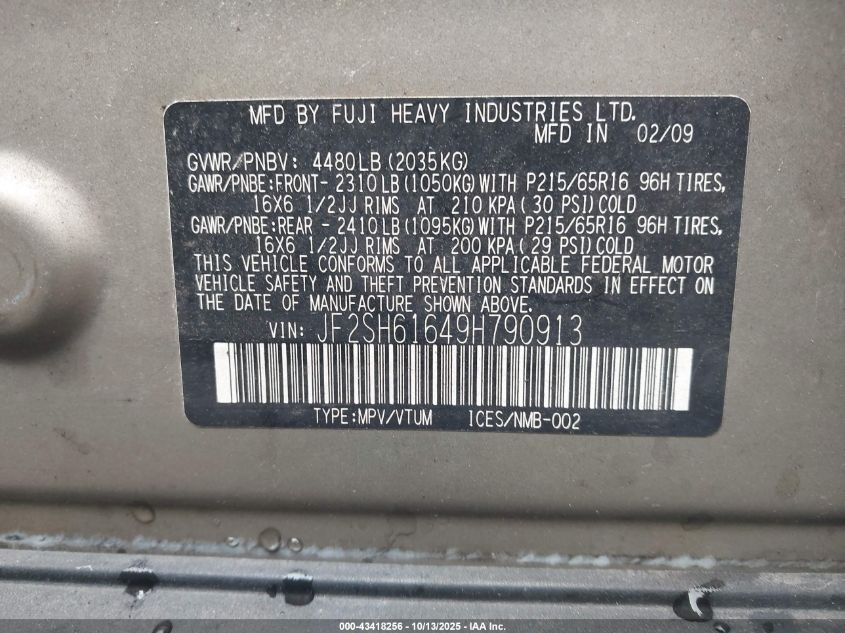 MFD BY FUJI HEAVY INDUSTRIES LTD.
MFD IN 02/09
GVWR/PNBV: 4480LB(2035KG)
GAWR/PNBE:FRONT- 2310LB(1050KG)WITH P215/65R16 96H TIRES,
16X6 1/2JJ RIMS AT 210 KPA(30 PSI)COLD
GAWR/PNBE:REAR - 2410LB(1095KG)WITH P215/65R16 96H TIRES,
16X6 1/2JJ RIMS AT 200 KPA(29 PSI)COLD
THIS VEHICLE CONFORMS TO ALL APPLICABLE FEDERAL MOTOR
VEHICLE SAFETY AND THEFT PREVENTION STANDARDS IN EFFECT ON
THE DATE OF MANUFACTURE SHOWN ABOVE.
VIN: JF2SH61649H790913
TYPE:MPV/VTUM ICES/NMB-002
000-43418256 - 10/13/2025 - IAA Inc.